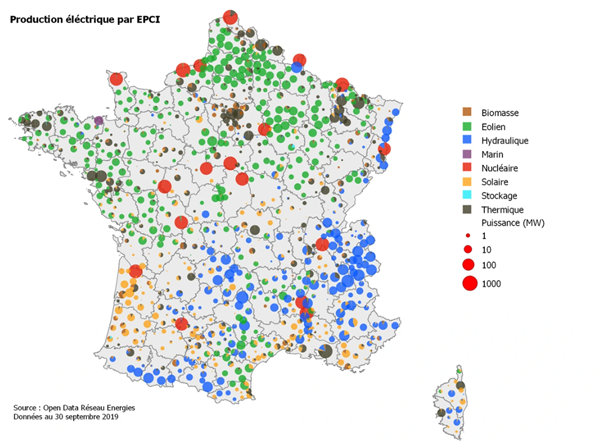 Production éléctrique par EPCI
Biomasse
Eolien
Hydraulique
Marin
Nucléaire
Solaire
Stockage
Thermique
Puissance (MW)
1
10
100
1000
Source : Open Data Réseau Energies
Données au 30 septembre 2019